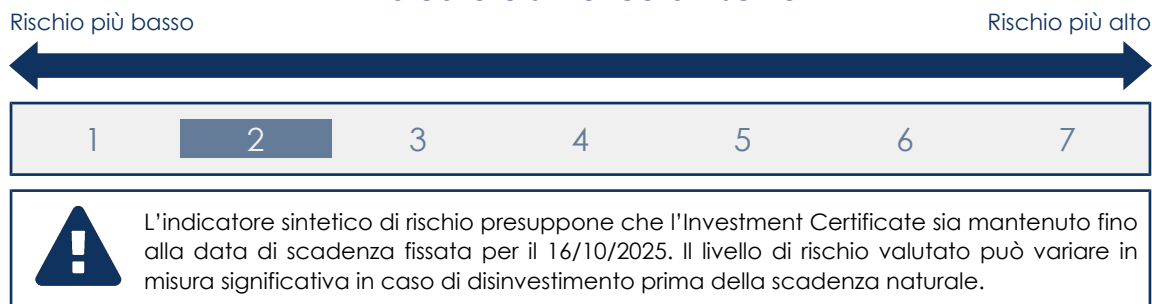 Rischio più basso Rischio più alto
1 2 3 4 5 6 7
L'indicatore sintetico di rischio presuppone che l'Investment Certificate sia mantenuto fino
alla data di scadenza fissata per il 16/10/2025. Il livello di rischio valutato può variare in
misura significativa in caso di disinvestimento prima della scadenza naturale.